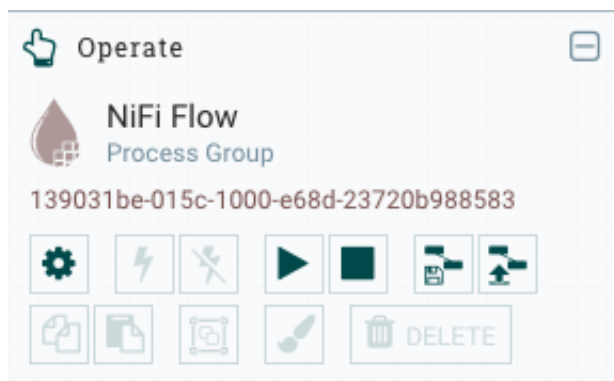 Operate
NiFi Flow
Process Group
139031be-015c-1000-e68d-23720b988583
DELETE